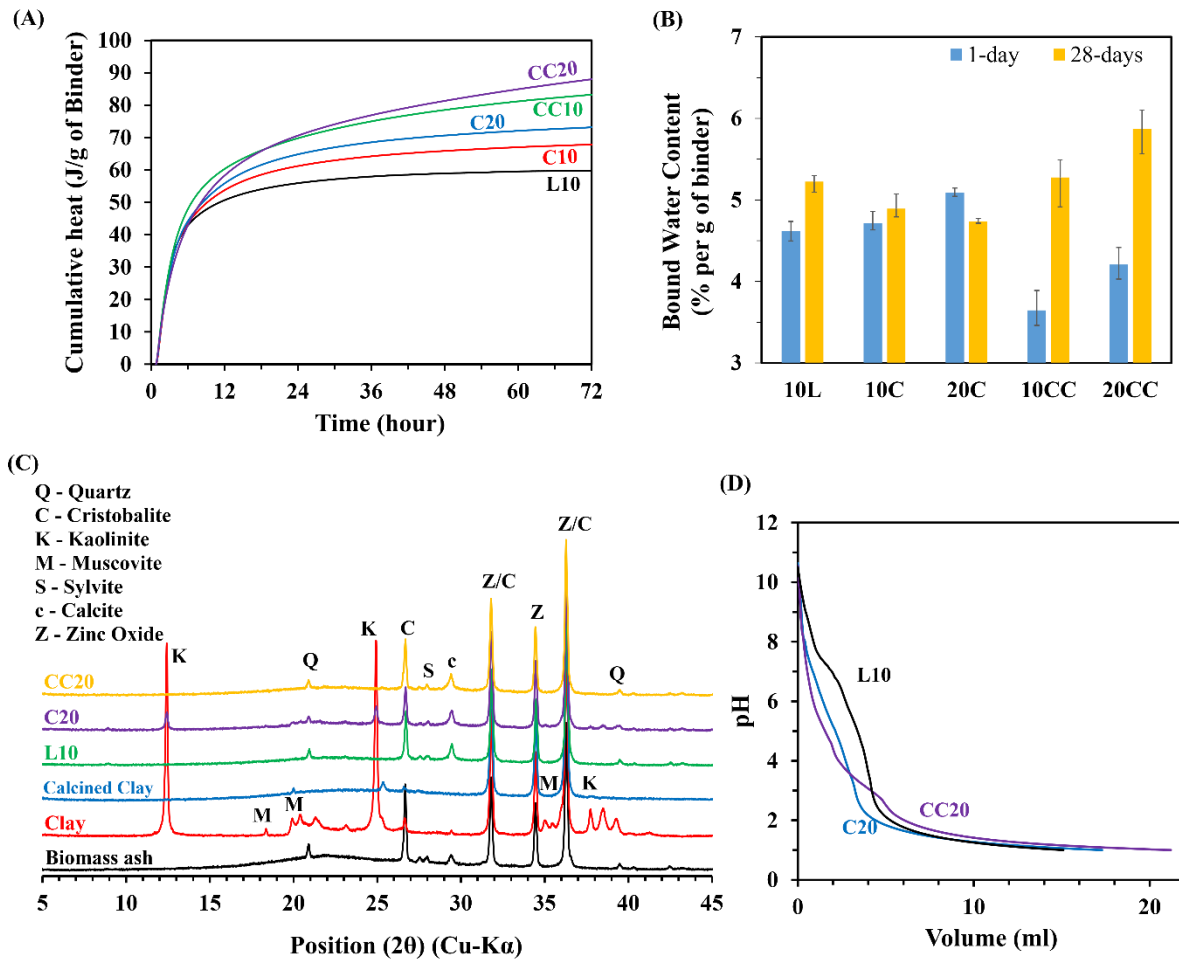 (A)
Cumulative heat (J/g of Binder)
100
90
80
70
60
50
40
30
20
10
0
CC20
CC10
C20
C10
L10
0 12 24 36 48 60 72
Time (hour)
(B)
Bound Water Content
(% per g of binder)
7
6
5
4
3
1-day 28-days
10L 10C 20C 10CC 20CC
(C)
Q - Quartz
C - Cristobalite
K - Kaolinite
M - Muscovite
S - Sylvite
c - Calcite
Z - Zinc Oxide
Z/C
Z/C
Z
K
K
C
Q
S
c
Q
CC20
C20
L10
Calcined Clay
M
K
M
M
Clay
Biomass ash
5 10 15 20 25 30 35 40 45
Position (2θ) (Cu-Kα)
(D)
pH
12
10
8
6
4
2
0
L10
CC20
C20
0 10 20
Volume (ml)